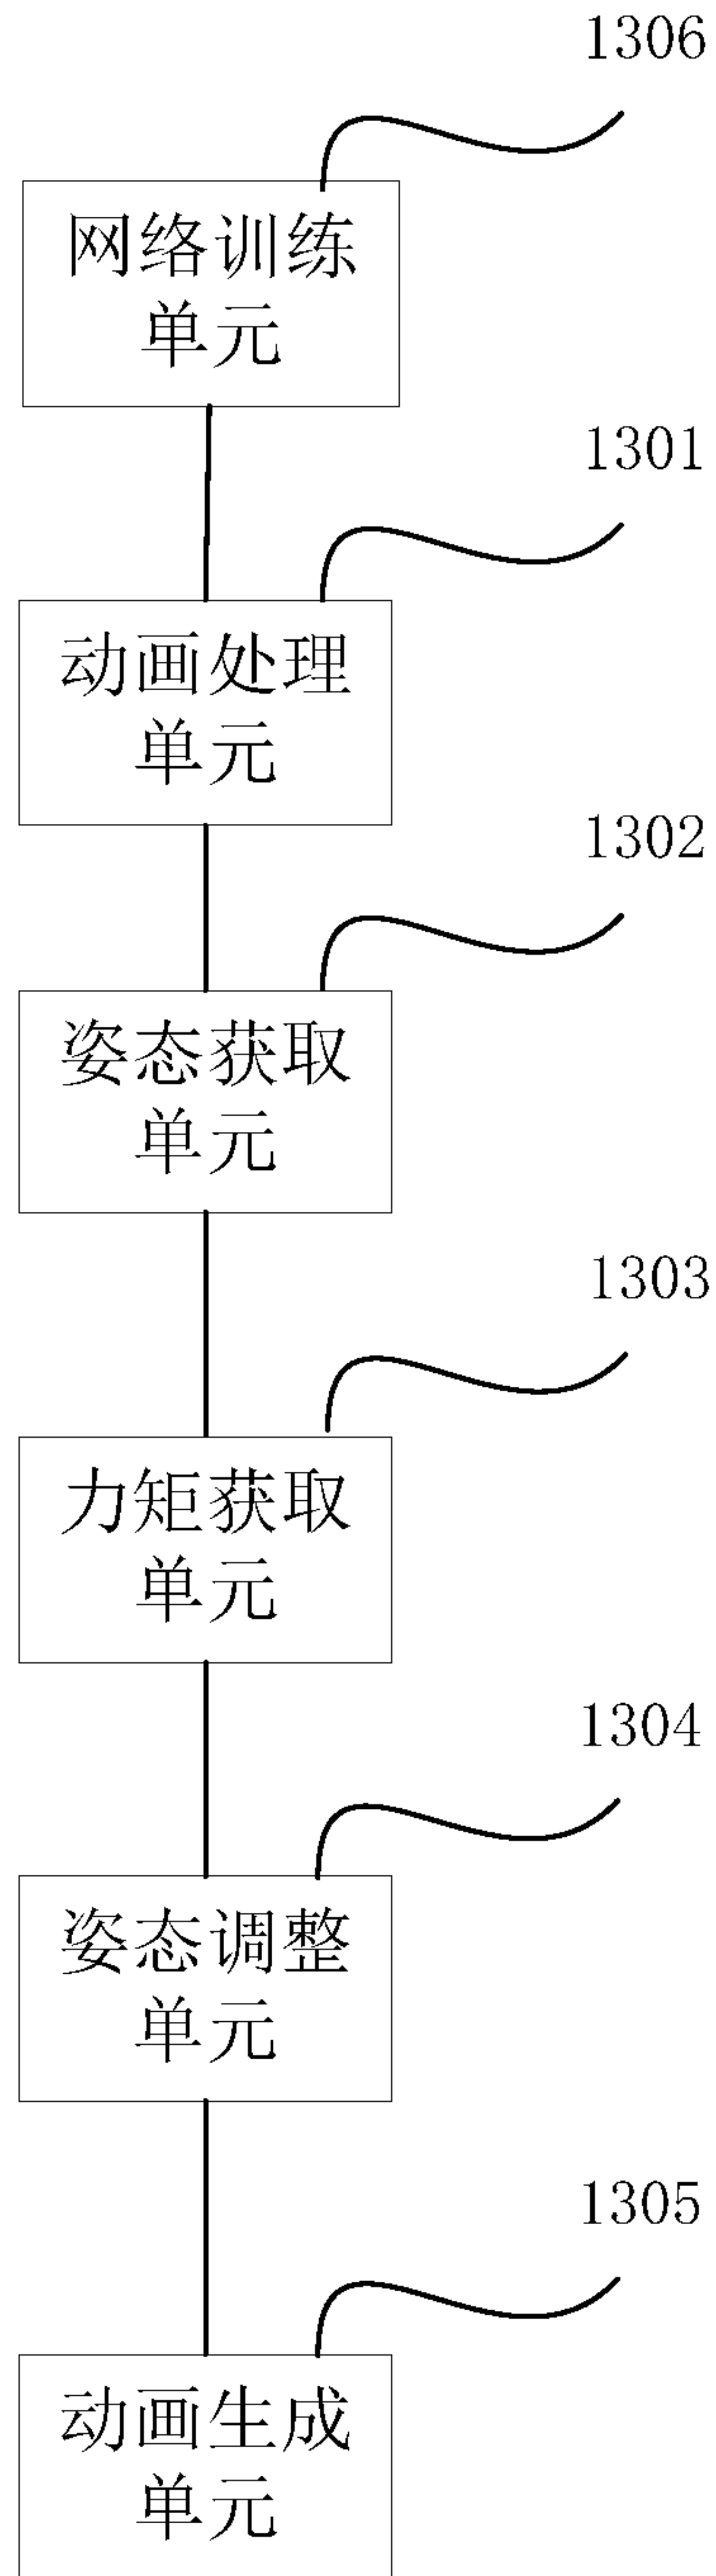 1306
网络训练
单元
1301
动画处理
单元
1302
姿态获取
单元
1303
力矩获取
单元
1304
姿态调整
单元
1305
动画生成
单元